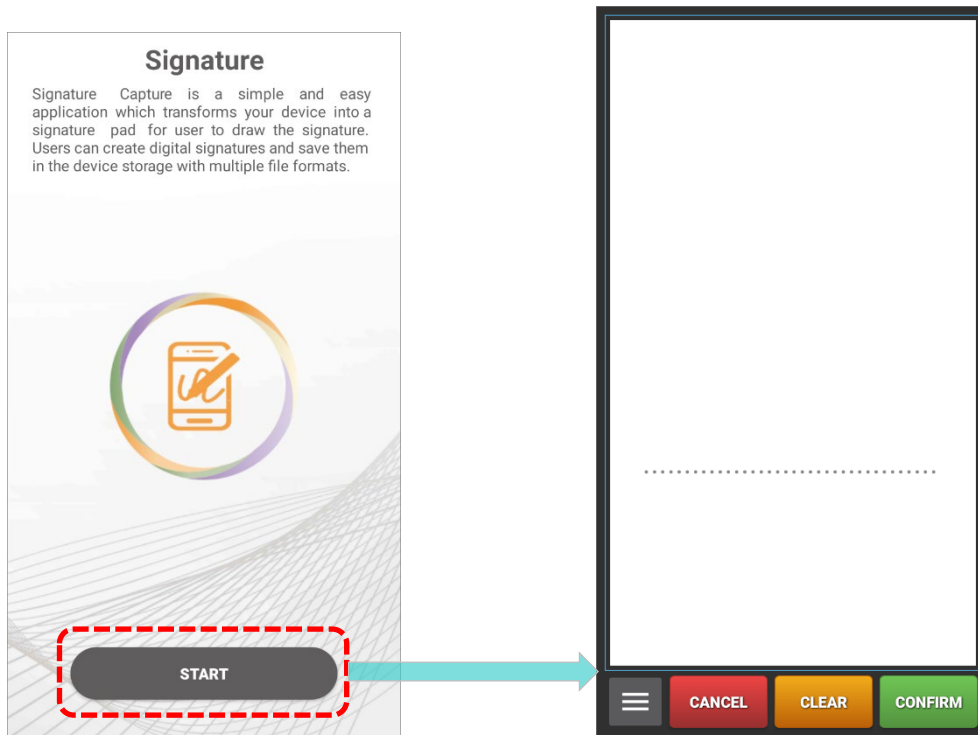 Signature
Signature Capture is a simple and easy
application which transforms your device into a
signature pad for user to draw the signature.
Users can create digital signatures and save them
in the device storage with multiple file formats.
START
CANCEL
CLEAR
CONFIRM